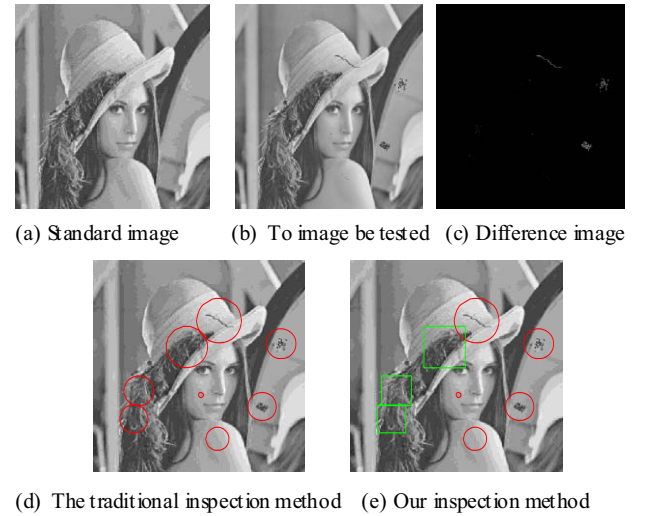 (a) Standard image (b) To image be tested (c) Difference image
(d) The traditional inspection method (e) Our inspection method